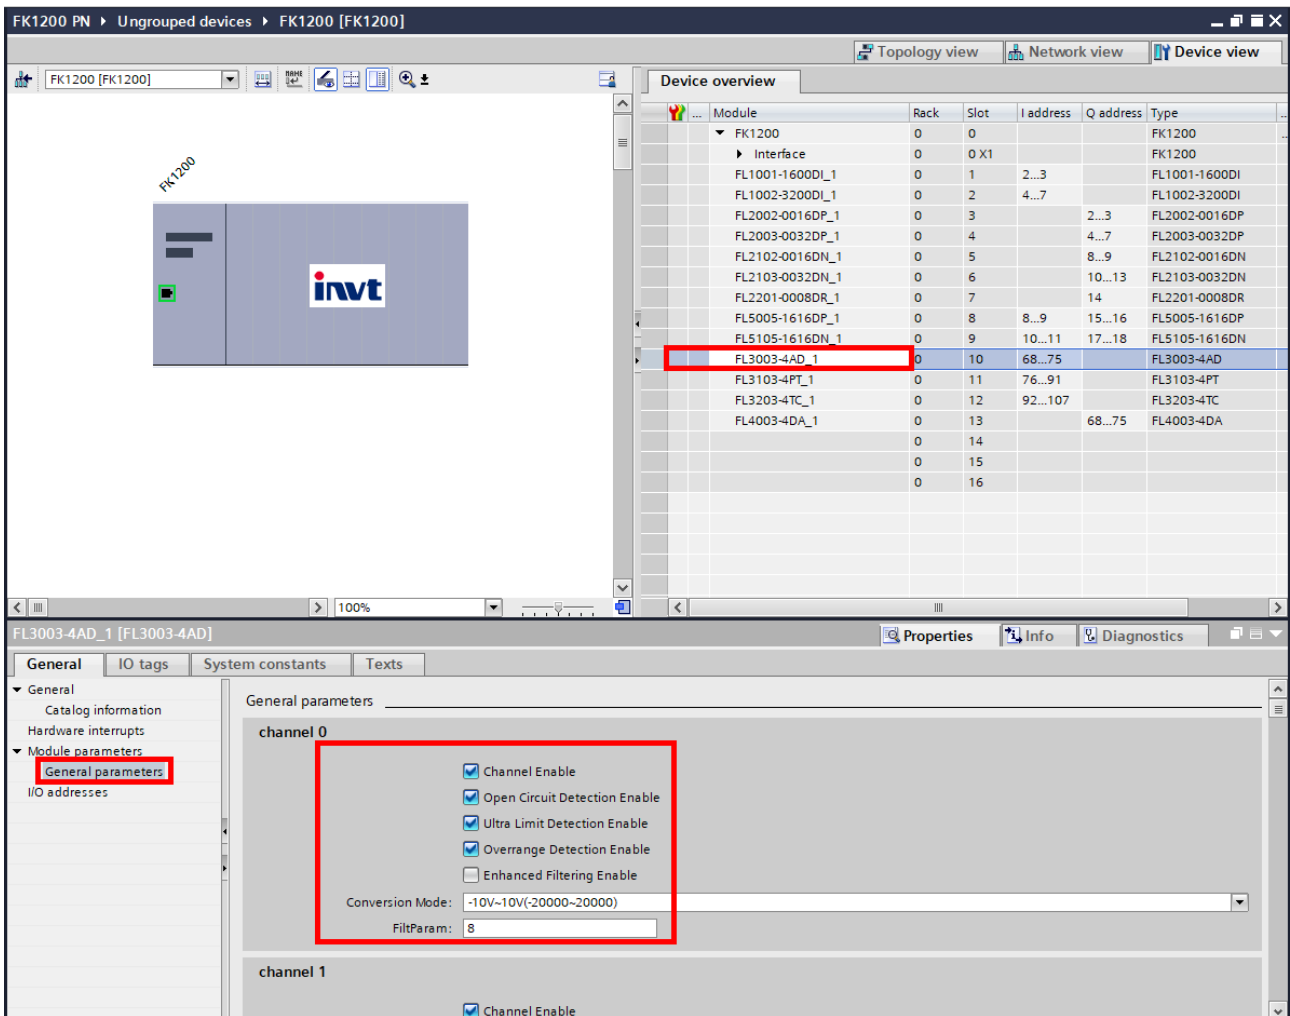 FK1200 PN ▸ Ungrouped devices ▸ FK1200 [FK1200]
Topology view Network view Device view
FK1200 [FK1200]
Device overview
... Module Rack Slot I address Q address Type ...
FK1200 0 0 FK1200
Interface 0 0 X1 FK1200
FL1001-1600DI_1 0 1 2...3 FL1001-1600DI
FL1002-3200DI_1 0 2 4...7 FL1002-3200DI
FL2002-0016DP_1 0 3 2...3 FL2002-0016DP
FL2003-0032DP_1 0 4 4...7 FL2003-0032DP
FL2102-0016DN_1 0 5 8...9 FL2102-0016DN
FL2103-0032DN_1 0 6 10...13 FL2103-0032DN
FL2201-0008DR_1 0 7 14 FL2201-0008DR
FL5005-1616DP_1 0 8 8...9 15...16 FL5005-1616DP
FL5105-1616DN_1 0 9 10...11 17...18 FL5105-1616DN
FL3003-4AD_1 0 10 68...75 FL3003-4AD
FL3103-4PT_1 0 11 76...91 FL3103-4PT
FL3203-4TC_1 0 12 92...107 FL3203-4TC
FL4003-4DA_1 0 13 68...75 FL4003-4DA
0 14
0 15
0 16
FK1200
invt
100%
FL3003-4AD_1 [FL3003-4AD]
Properties Info Diagnostics
General IO tags System constants Texts
General
Catalog information
Hardware interrupts
Module parameters
General parameters
I/O addresses
General parameters
channel 0
Channel Enable
Open Circuit Detection Enable
Ultra Limit Detection Enable
Overrange Detection Enable
Enhanced Filtering Enable
Conversion Mode: -10V~10V(-20000~20000)
FiltParam: 8
channel 1
Channel Enable